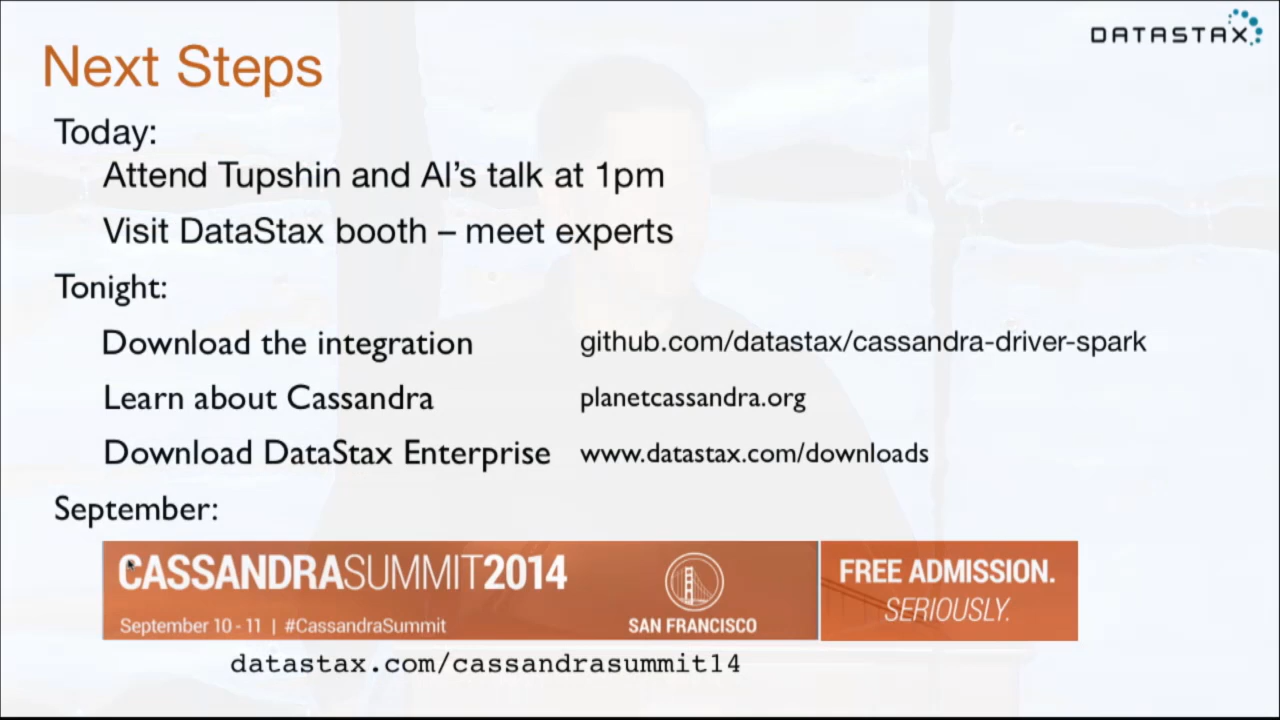 DATASTAX
Next Steps
Today:
Attend Tupshin and Al’s talk at 1pm
Visit DataStax booth – meet experts
Tonight:
Download the integration github.com/datastax/cassandra-driver-spark
Learn about Cassandra planetcassandra.org
Download DataStax Enterprise www.datastax.com/downloads
September:
CASSANDRASUMMIT2014
September 10 - 11 | #CassandraSummit
SAN FRANCISCO
FREE ADMISSION.
SERIOUSLY.
datastax.com/cassandrasummit14